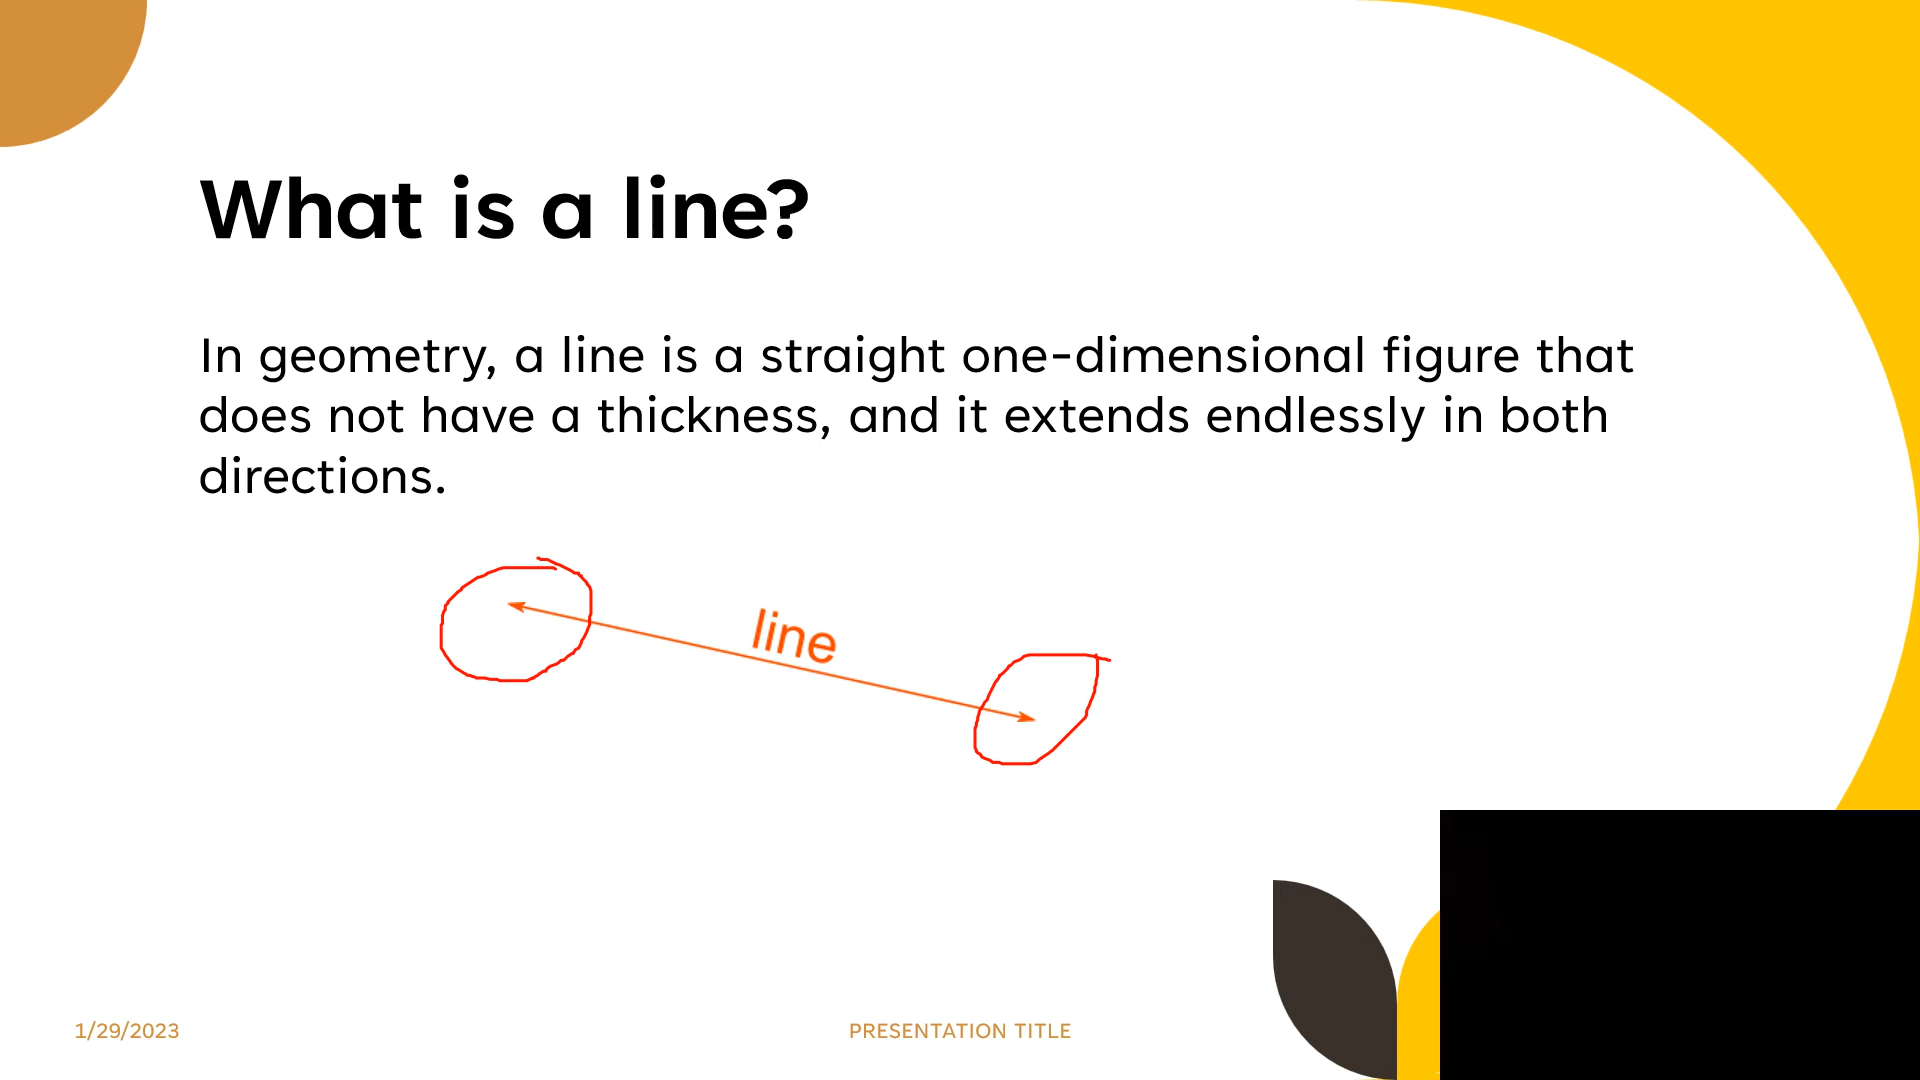 What is a line?
In geometry, a line is a straight one-dimensional figure that
does not have a thickness, and it extends endlessly in both
directions.
line
1/29/2023
PRESENTATION TITLE